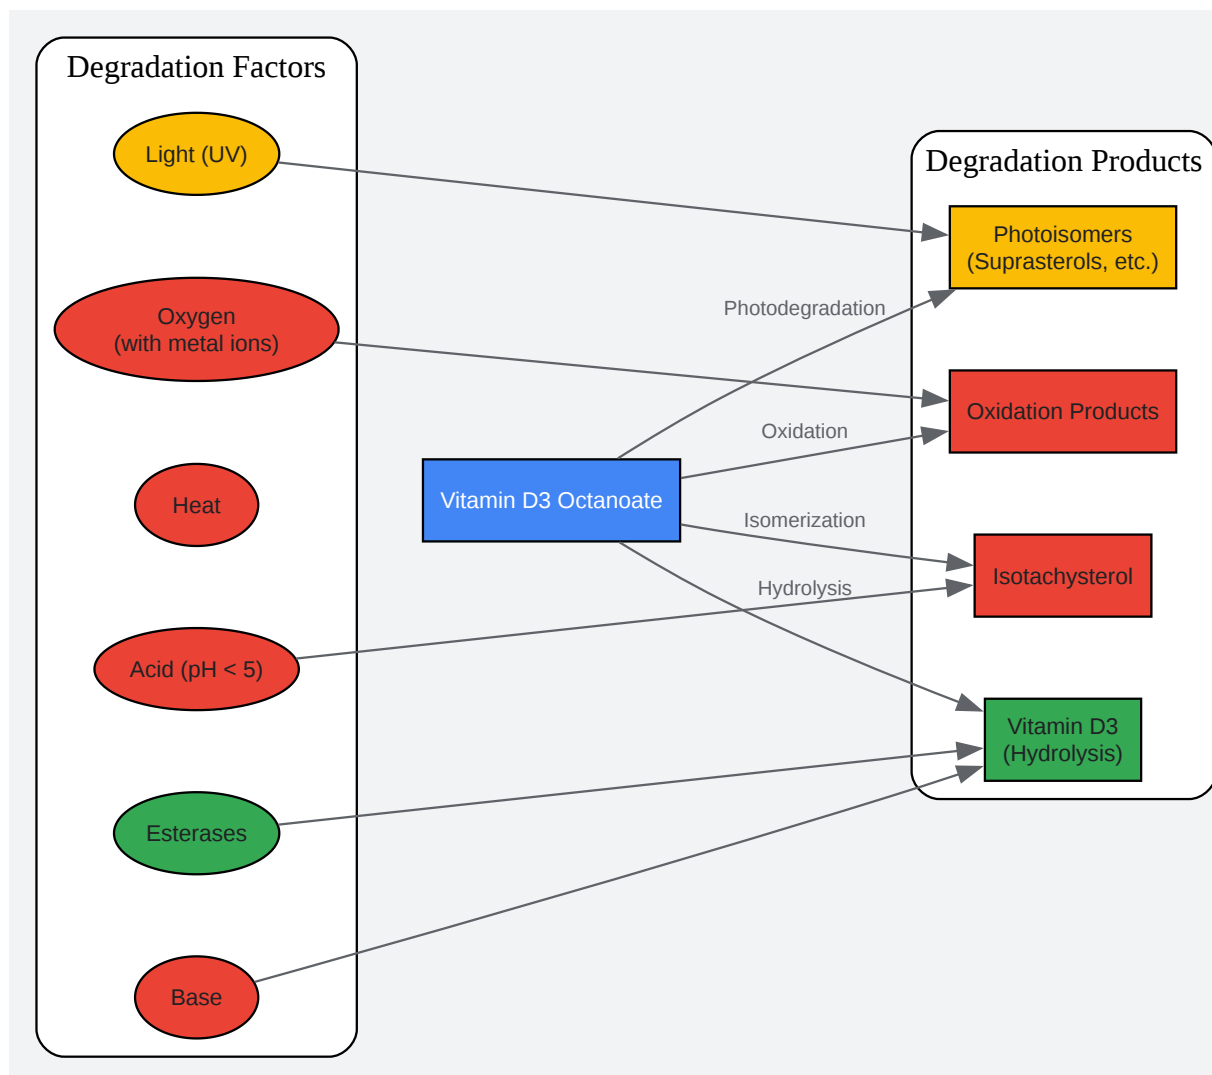 Degradation Factors
Light (UV)
Oxygen
(with metal ions)
Heat
Acid (pH < 5)
Esterases
Base
Vitamin D3 Octanoate
Photodegradation
Oxidation
Isomerization
Hydrolysis
Degradation Products
Photoisomers
(Suprasterols, etc.)
Oxidation Products
Isotachysterol
Vitamin D3
(Hydrolysis)